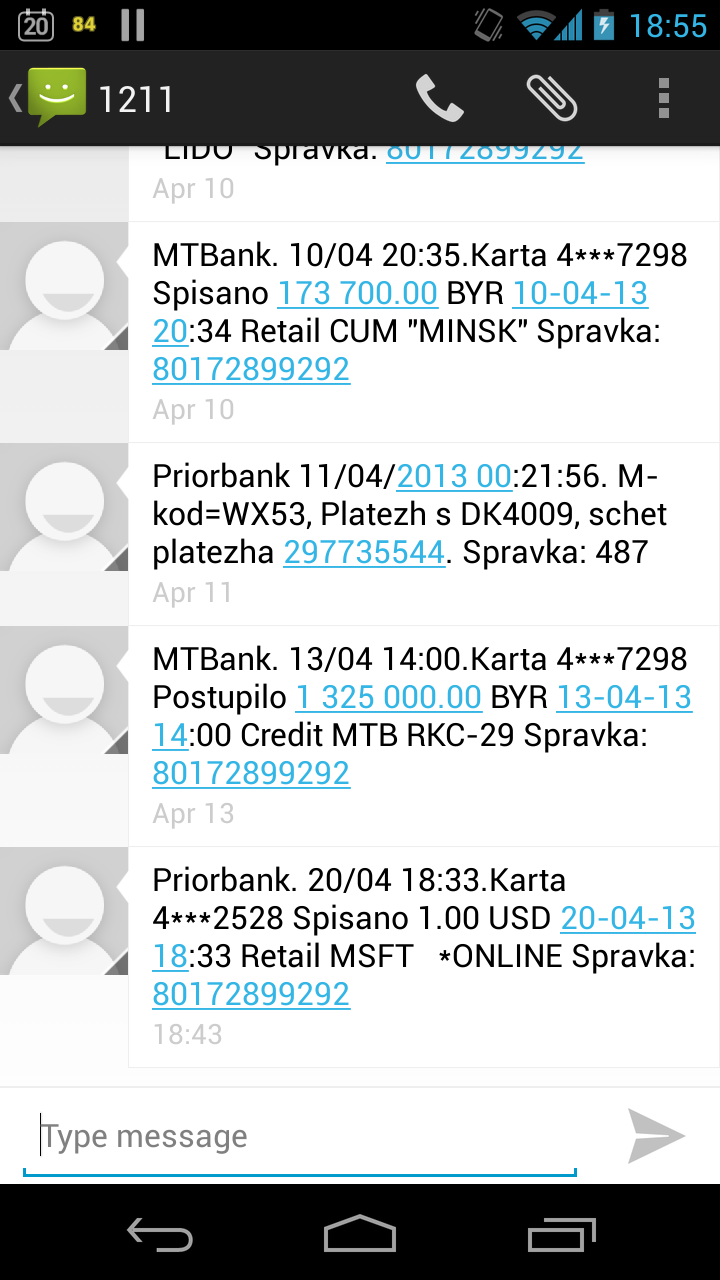 20 84 18:55
1211
"LIDO" Spravka: 80172899292
Apr 10
MTBank. 10/04 20:35.Karta 4***7298
Spisano 173 700.00 BYR 10-04-13
20:34 Retail CUM "MINSK" Spravka:
80172899292
Apr 10
Priorbank 11/04/2013 00:21:56. M-
kod=WX53, Platezh s DK4009, schet
platezha 297735544. Spravka: 487
Apr 11
MTBank. 13/04 14:00.Karta 4***7298
Postupilo 1 325 000.00 BYR 13-04-13
14:00 Credit MTB RKC-29 Spravka:
80172899292
Apr 13
Priorbank. 20/04 18:33.Karta
4***2528 Spisano 1.00 USD 20-04-13
18:33 Retail MSFT   *ONLINE Spravka:
80172899292
18:43
Type message